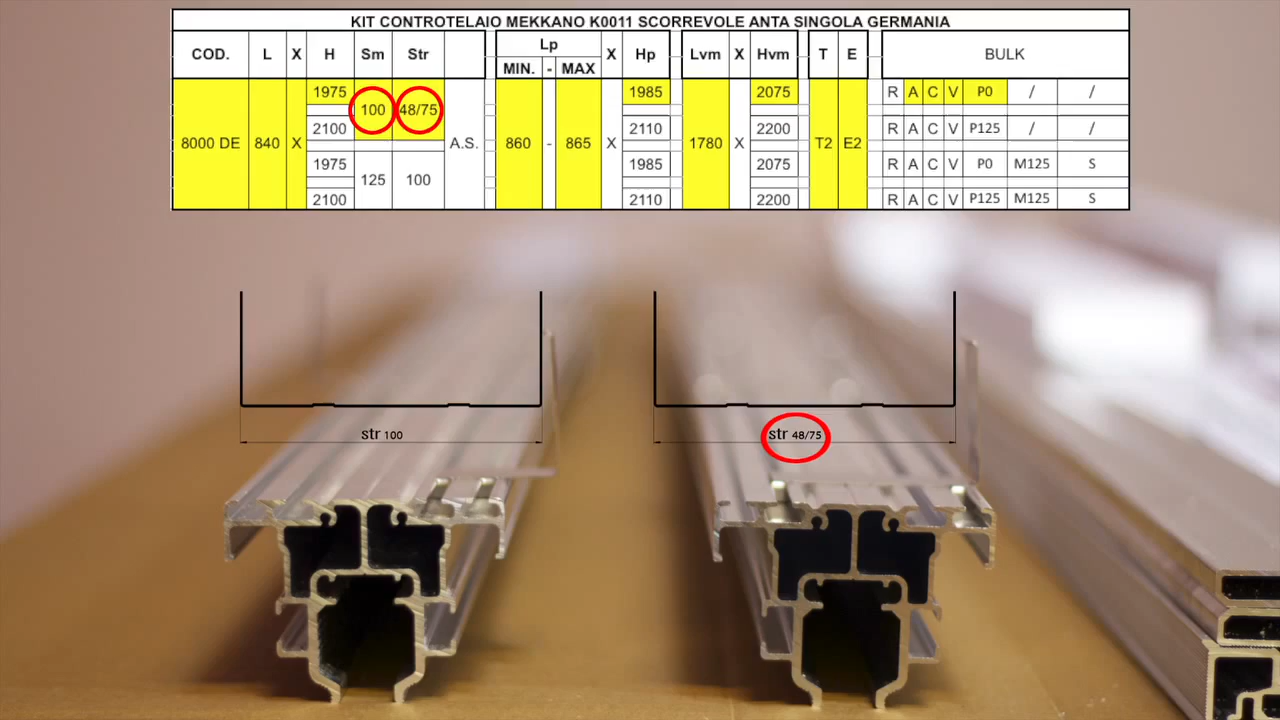 KIT CONTROTELAIO MEKKANO K0011 SCORREVOLE ANTA SINGOLA GERMANIA
COD. L X H Sm Str Lp X Hp Lvm X Hvm T E BULK
MIN. - MAX
1975 1985 2075 R A C V P0 / /
100 48/75
2100 2110 2200 R A C V P125 / /
8000 DE 840 X A.S. 860 - 865 X 1780 X T2 E2
1975 1985 2075 R A C V P0 M125 S
125 100
2100 2110 2200 R A C V P125 M125 S
str 100
str 48/75